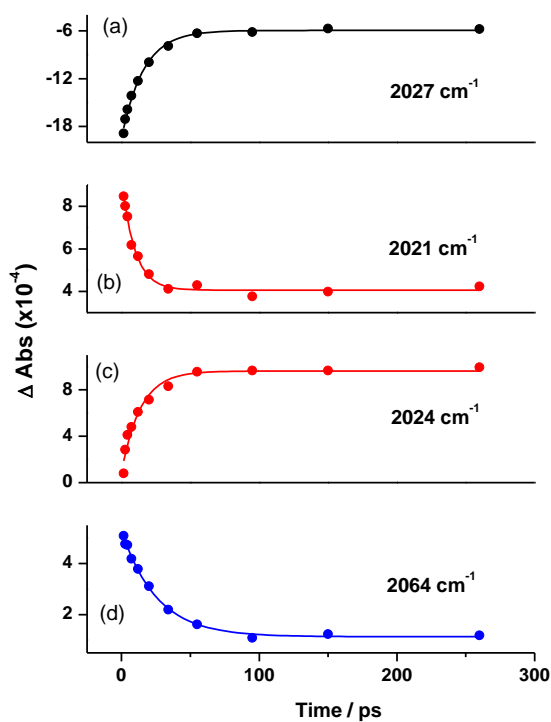 (a)
-6
-12
-18
2027 cm-1
8
6
4
(b)
2021 cm-1
Δ Abs (x10-4)
(c)
8
4
0
2024 cm-1
4
2
(d)
2064 cm-1
0 100 200 300
Time / ps